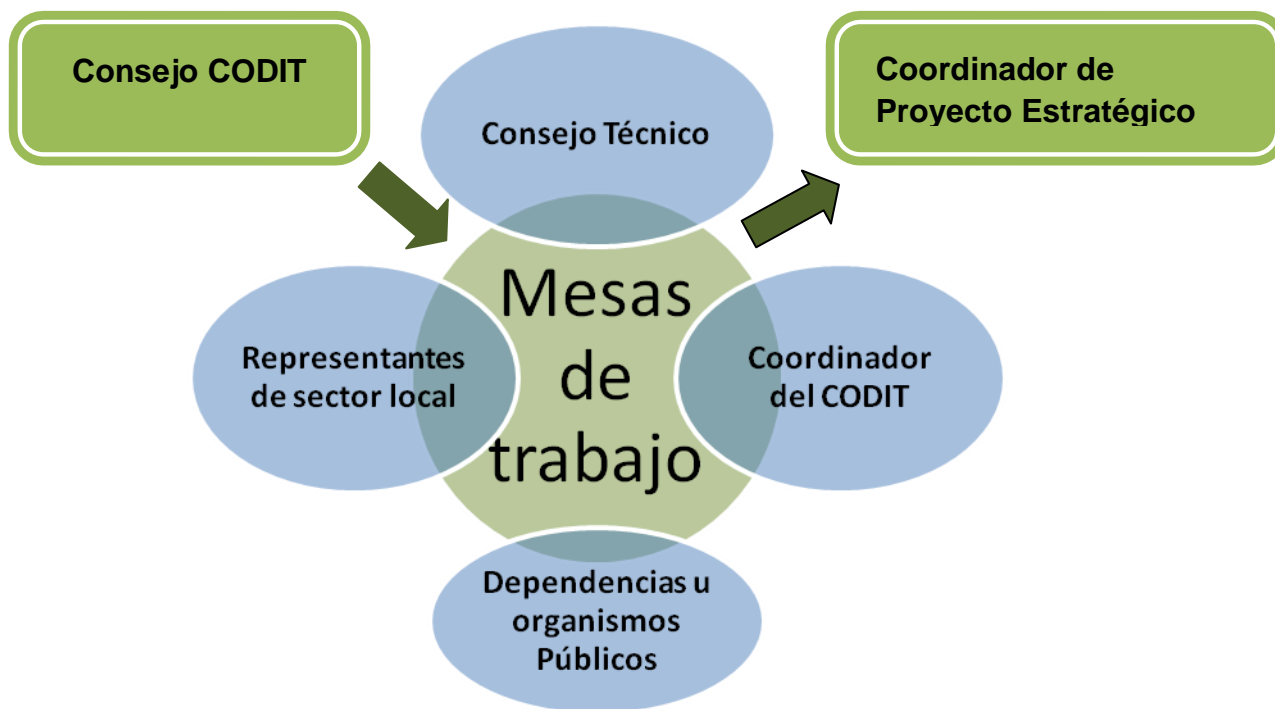 Consejo CODIT
Coordinador de
Proyecto Estratégico
Consejo Técnico
Mesas
de
trabajo
Representantes
de sector local
Coordinador
del CODIT
Dependencias u
organismos
Públicos